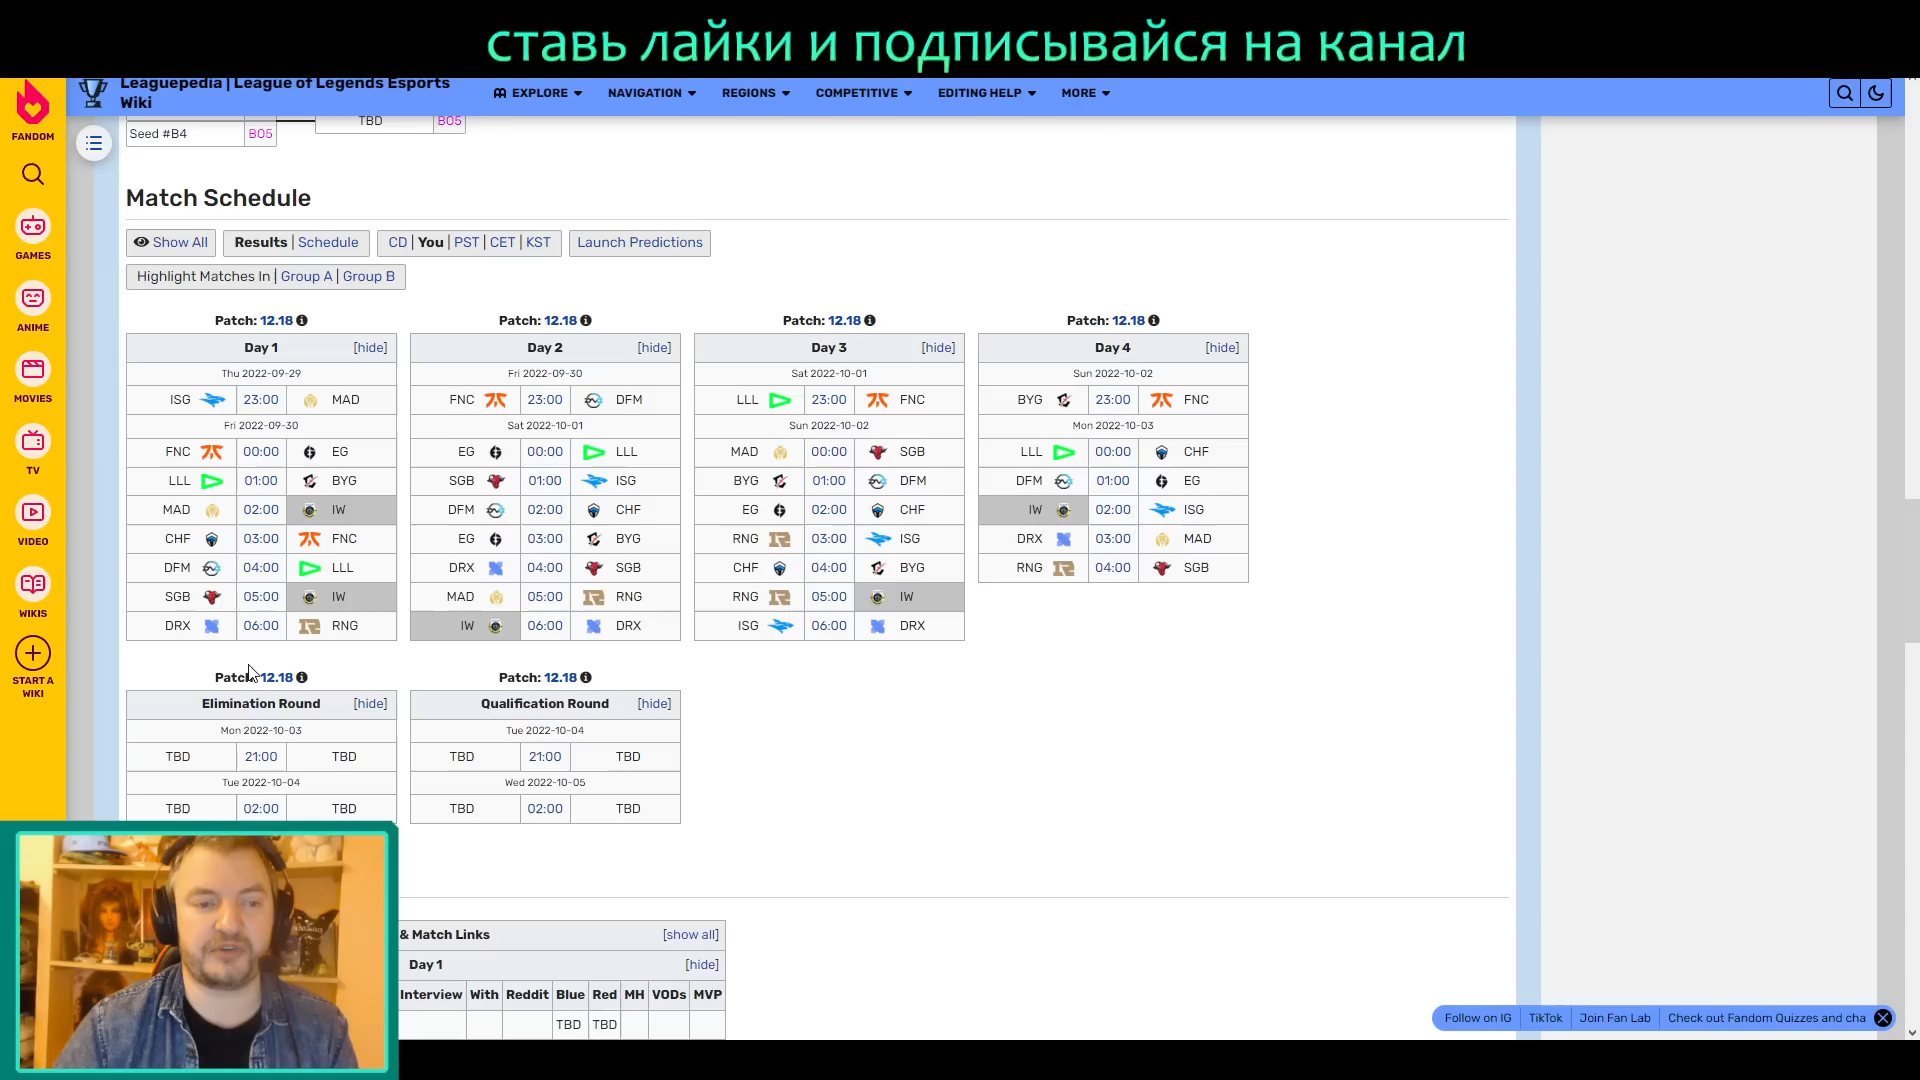 ставь лайки и подписывайся на канал
Leaguepedia | League of Legends Esports
Wiki
EXPLORE
NAVIGATION
REGIONS
COMPETITIVE
EDITING HELP
MORE
FANDOM
GAMES
ANIME
MOVIES
TV
VIDEO
WIKIS
START A
WIKI
TBD BO5
Seed #B4 BO5
Match Schedule
Show All
Results | Schedule
CD | You | PST | CET | KST
Launch Predictions
Highlight Matches In | Group A | Group B
Patch: 12.18
Day 1 [hide]
Thu 2022-09-29
ISG 23:00 MAD
Fri 2022-09-30
FNC 00:00 EG
LLL 01:00 BYG
MAD 02:00 IW
CHF 03:00 FNC
DFM 04:00 LLL
SGB 05:00 IW
DRX 06:00 RNG
Patch: 12.18
Day 2 [hide]
Fri 2022-09-30
FNC 23:00 DFM
Sat 2022-10-01
EG 00:00 LLL
SGB 01:00 ISG
DFM 02:00 CHF
EG 03:00 BYG
DRX 04:00 SGB
MAD 05:00 RNG
IW 06:00 DRX
Patch: 12.18
Day 3 [hide]
Sat 2022-10-01
LLL 23:00 FNC
Sun 2022-10-02
MAD 00:00 SGB
BYG 01:00 DFM
EG 02:00 CHF
RNG 03:00 ISG
CHF 04:00 BYG
RNG 05:00 IW
ISG 06:00 DRX
Patch: 12.18
Day 4 [hide]
Sun 2022-10-02
BYG 23:00 FNC
Mon 2022-10-03
LLL 00:00 CHF
DFM 01:00 EG
IW 02:00 ISG
DRX 03:00 MAD
RNG 04:00 SGB
Patch: 12.18
Elimination Round [hide]
Mon 2022-10-03
TBD 21:00 TBD
Tue 2022-10-04
TBD 02:00 TBD
Patch: 12.18
Qualification Round [hide]
Tue 2022-10-04
TBD 21:00 TBD
Wed 2022-10-05
TBD 02:00 TBD
& Match Links [show all]
Day 1 [hide]
Interview With Reddit Blue Red MH VODs MVP
TBD TBD
Follow on IG
TikTok
Join Fan Lab
Check out Fandom Quizzes and cha